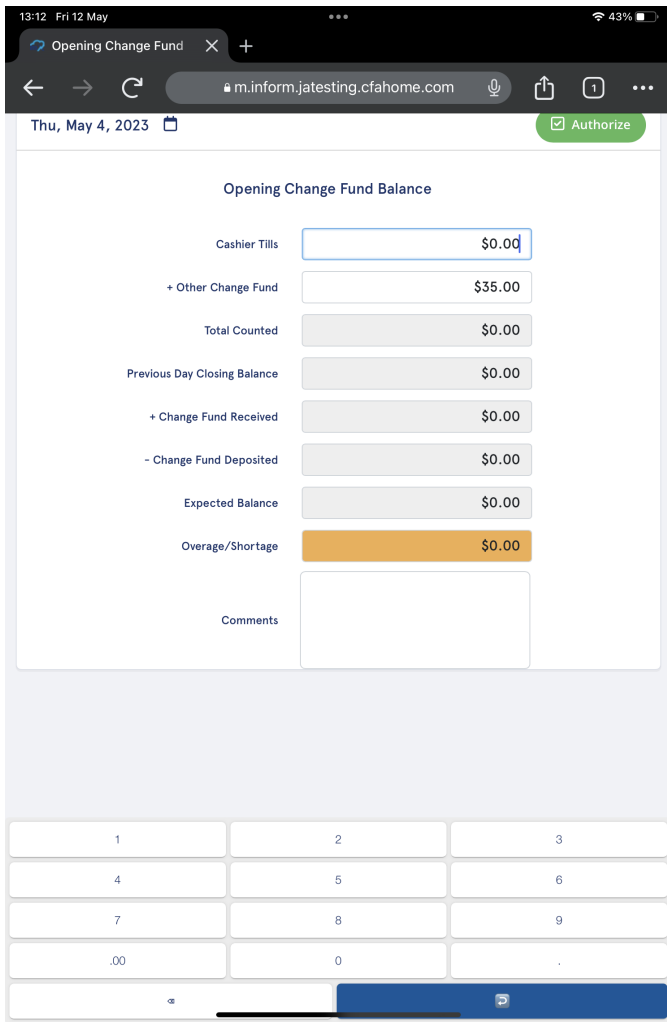 13:12 Fri 12 May
43%
Opening Change Fund
m.inform.jatesting.cfahome.com
1
Thu, May 4, 2023
Authorize
Opening Change Fund Balance
Cashier Tills $0.00
+ Other Change Fund $35.00
Total Counted $0.00
Previous Day Closing Balance $0.00
+ Change Fund Received $0.00
- Change Fund Deposited $0.00
Expected Balance $0.00
Overage/Shortage $0.00
Comments
1 2 3
4 5 6
7 8 9
.00 0 .